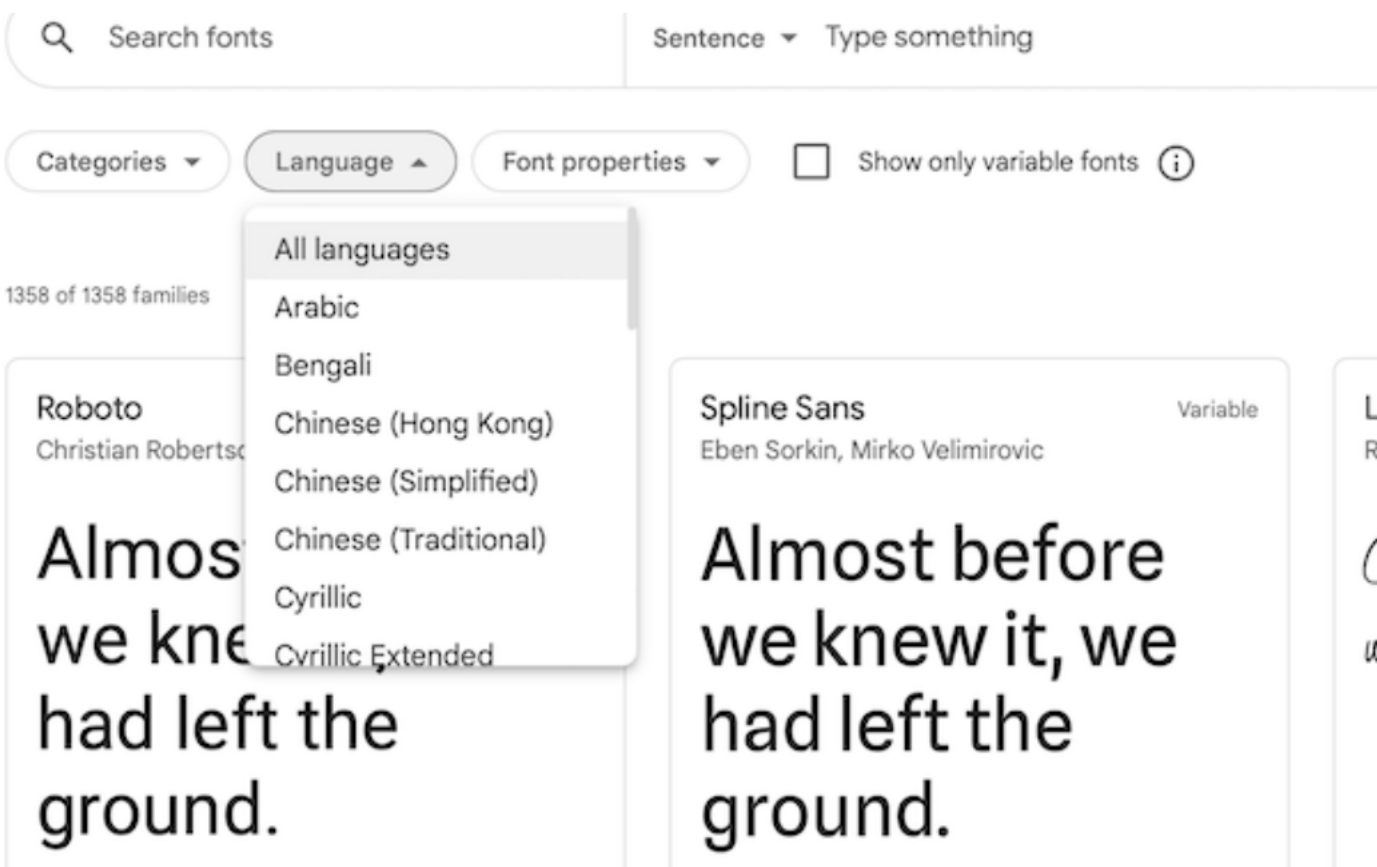 Search fonts
Sentence
Type something
Categories
Language
Font properties
Show only variable fonts
All languages
Arabic
Bengali
Chinese (Hong Kong)
Chinese (Simplified)
Chinese (Traditional)
Cyrillic
Cyrillic Extended
1358 of 1358 families
Roboto
Christian
Almos
we kne
had left the
ground.
Spline Sans
Variable
Eben Sorkin, Mirko Velimirovic
Almost before
we knew it, we
had left the
ground.